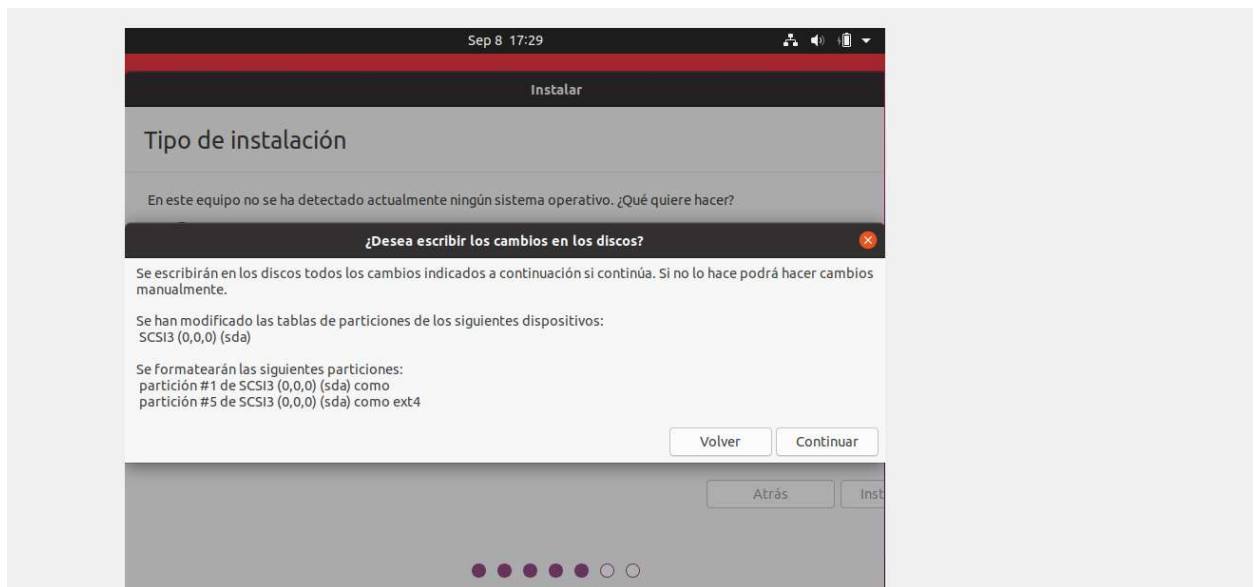 Sep 8 17:29
Instalar
Tipo de instalación
En este equipo no se ha detectado actualmente ningún sistema operativo. ¿Qué quiere hacer?
¿Desea escribir los cambios en los discos?
Se escribirán en los discos todos los cambios indicados a continuación si continúa. Si no lo hace podrá hacer cambios
manualmente.
Se han modificado las tablas de particiones de los siguientes dispositivos:
SCSI3 (0,0,0) (sda)
Se formatearán las siguientes particiones:
partición #1 de SCSI3 (0,0,0) (sda) como
partición #5 de SCSI3 (0,0,0) (sda) como ext4
Volver Continuar
Atrás Inst